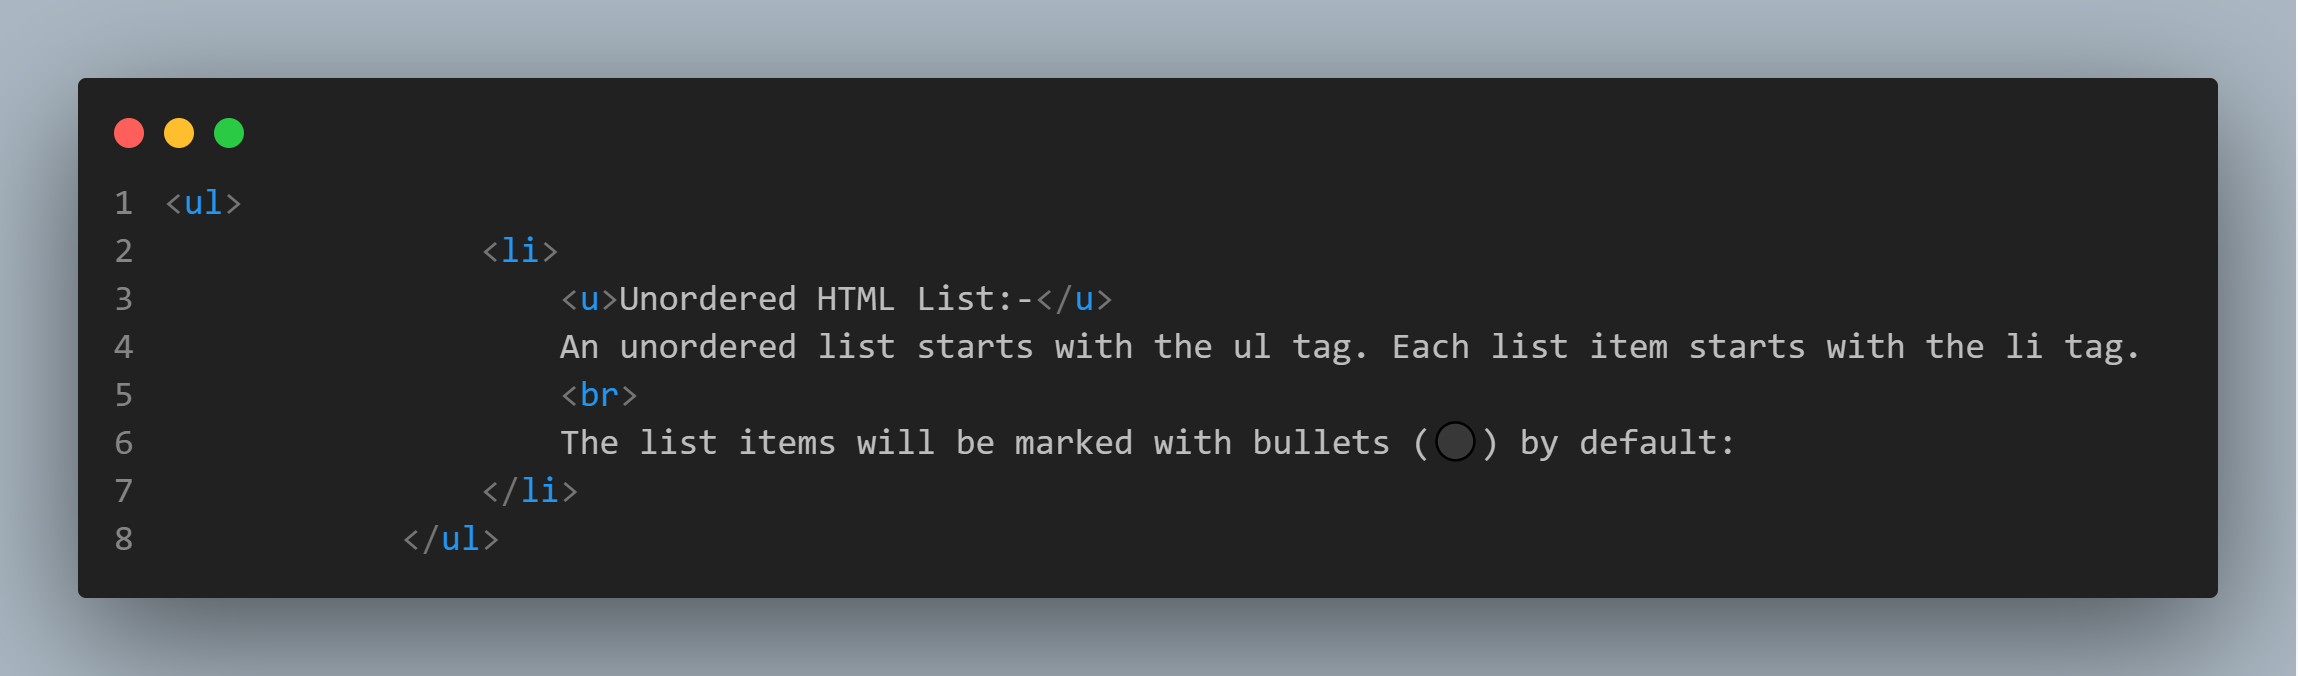 1 <ul>
2 <li>
3 <u>Unordered HTML List:-</u>
4 An unordered list starts with the ul tag. Each list item starts with the li tag.
5 <br>
6 The list items will be marked with bullets (⚫) by default:
7 </li>
8 </ul>